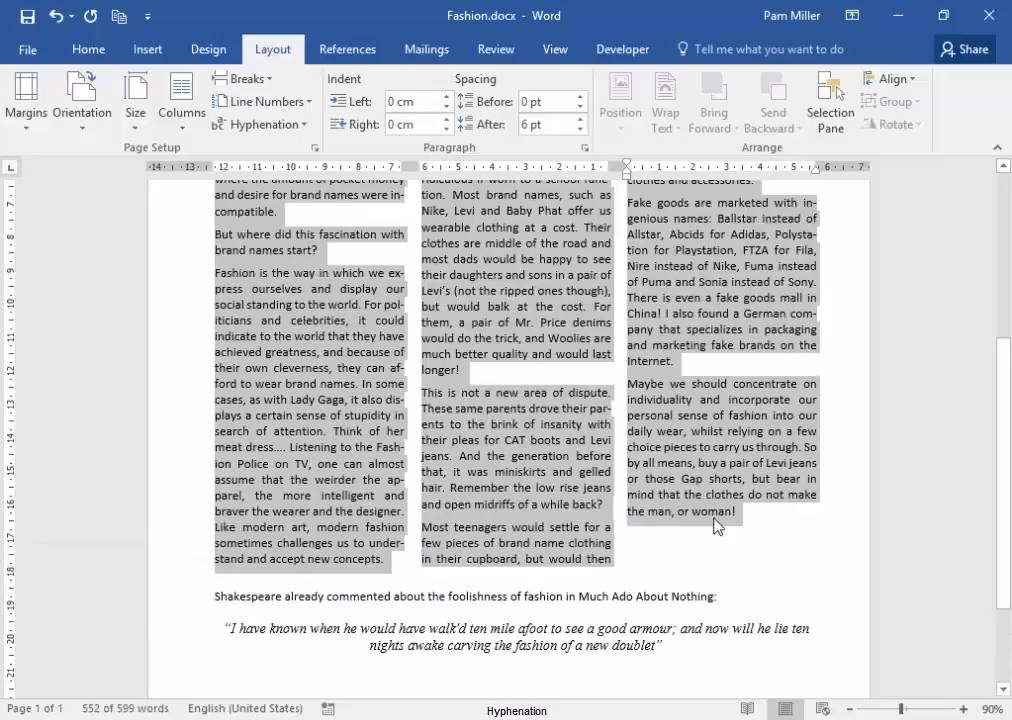 Fashion.docx - Word
Pam Miller
File
Home
Insert
Design
Layout
References
Mailings
Review
View
Developer
Tell me what you want to do
Share
Margins
Orientation
Size
Columns
Breaks
Line Numbers
Hyphenation
Page Setup
Indent
Left: 0 cm
Right: 0 cm
Spacing
Before: 0 pt
After: 6 pt
Paragraph
Position
Wrap Text
Bring Forward
Send Backward
Selection Pane
Align
Group
Rotate
Arrange
14 13 12 11 10 9 8 7 6 5 4 3 2 1 1 2 3 4 5 6 7
and desire for brand names were in-
compatible.
But where did this fascination with
brand names start?
Fashion is the way in which we ex-
press ourselves and display our
social standing to the world. For pol-
iticians and celebrities, it could
indicate to the world that they have
achieved greatness, and because of
their own cleverness, they can af-
ford to wear brand names. In some
cases, as with Lady Gaga, it also dis-
plays a certain sense of stupidity in
search of attention. Think of her
meat dress.... Listening to the Fash-
ion Police on TV, one can almost
assume that the weirder the ap-
parel, the more intelligent and
braver the wearer and the designer.
Like modern art, modern fashion
sometimes challenges us to under-
stand and accept new concepts.
tion. Most brand names, such as
Nike, Levi and Baby Phat offer us
wearable clothing at a cost. Their
clothes are middle of the road and
most dads would be happy to see
their daughters and sons in a pair of
Levi's (not the ripped ones though),
but would balk at the cost. For
them, a pair of Mr. Price denims
would do the trick, and Woolies are
much better quality and would last
longer!
This is not a new area of dispute.
These same parents drove their par-
ents to the brink of insanity with
their pleas for CAT boots and Levi
jeans. And the generation before
that, it was miniskirts and gelled
hair. Remember the low rise jeans
and open midriffs of a while back?
Most teenagers would settle for a
few pieces of brand name clothing
in their cupboard, but would then
clothes and accessories.
Fake goods are marketed with in-
genious names: Ballstar instead of
Allstar, Abcids for Adidas, Polysta-
tion for Playstation, FTZA for Fila,
Nire instead of Nike, Fuma instead
of Puma and Sonia instead of Sony.
There is even a fake goods mall in
China! I also found a German com-
pany that specializes in packaging
and marketing fake brands on the
Internet.
Maybe we should concentrate on
individuality and incorporate our
personal sense of fashion into our
daily wear, whilst relying on a few
choice pieces to carry us through. So
by all means, buy a pair of Levi jeans
or those Gap shorts, but bear in
mind that the clothes do not make
the man, or woman!
Shakespeare already commented about the foolishness of fashion in Much Ado About Nothing:
“I have known when he would have walk'd ten mile afoot to see a good armour; and now will he lie ten
nights awake carving the fashion of a new doublet”
Page 1 of 1
552 of 599 words
English (United States)
Hyphenation
90%